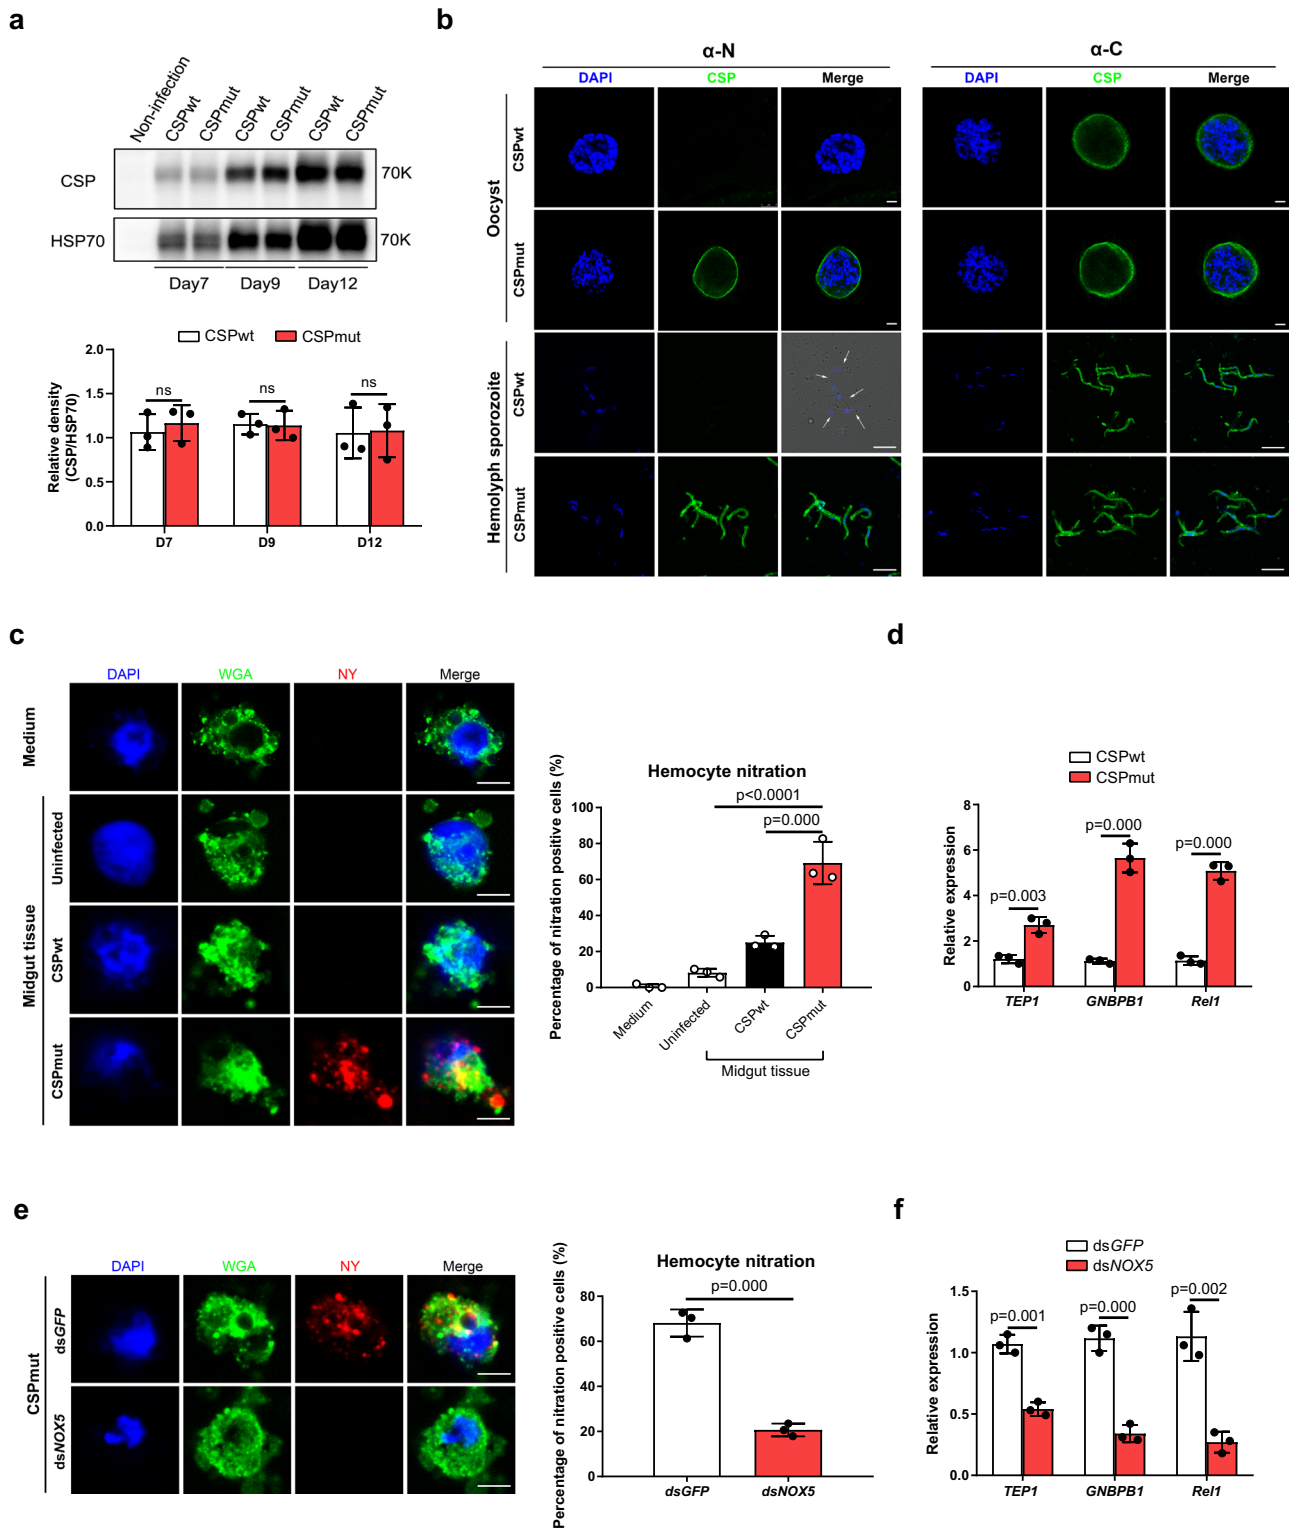 a
Non-infection
CSPwt
CSPmut
CSPwt
CSPmut
CSPwt
CSPmut
CSP
70K
HSP70
70K
Day7 Day9 Day12
CSPwt CSPmut
Relative density
(CSP/HSP70)
2.0
1.5
1.0
0.5
0.0
ns ns ns
D7 D9 D12
b
α-N α-C
DAPI CSP Merge DAPI CSP Merge
Oocyst
CSPwt
CSPmut
Hemolyph sporozoite
CSPwt
CSPmut
c
DAPI WGA NY Merge
Medium
Midgut tissue
Uninfected
CSPwt
CSPmut
Hemocyte nitration
p<0.0001
p=0.000
Percentage of nitration positive cells (%)
100
80
60
40
20
0
Medium
Uninfected
CSPwt
CSPmut
Midgut tissue
d
CSPwt
CSPmut
Relative expression
8
6
4
2
0
p=0.003
p=0.000
p=0.000
TEP1 GNBPB1 Rel1
e
DAPI WGA NY Merge
CSPmut
dsGFP
dsNOX5
Hemocyte nitration
p=0.000
Percentage of nitration positive cells (%)
80
60
40
20
0
dsGFP dsNOX5
f
dsGFP
dsNOX5
Relative expression
1.5
1.0
0.5
0.0
p=0.001
p=0.000
p=0.002
TEP1 GNBPB1 Rel1